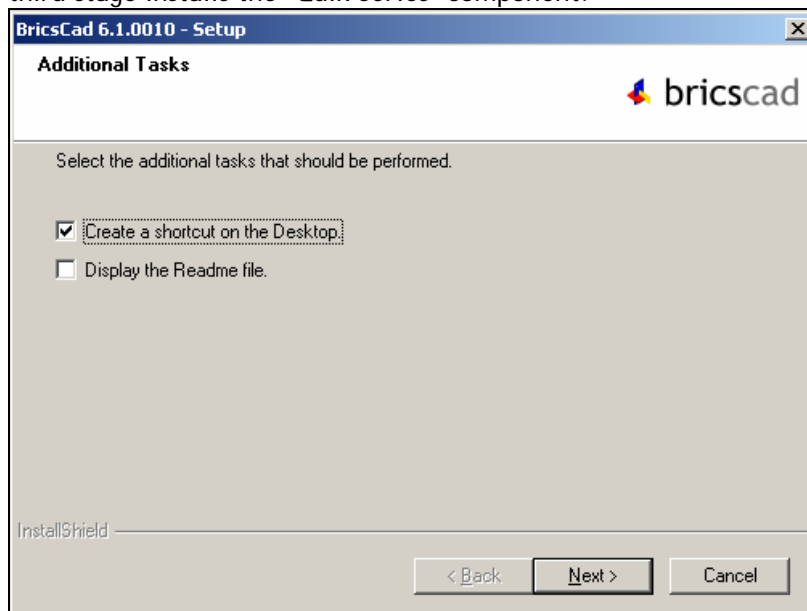 BricsCad 6.1.0010 - Setup
Additional Tasks
bricscad
Select the additional tasks that should be performed.
Create a shortcut on the Desktop.
Display the Readme file.
InstallShield
< Back Next > Cancel